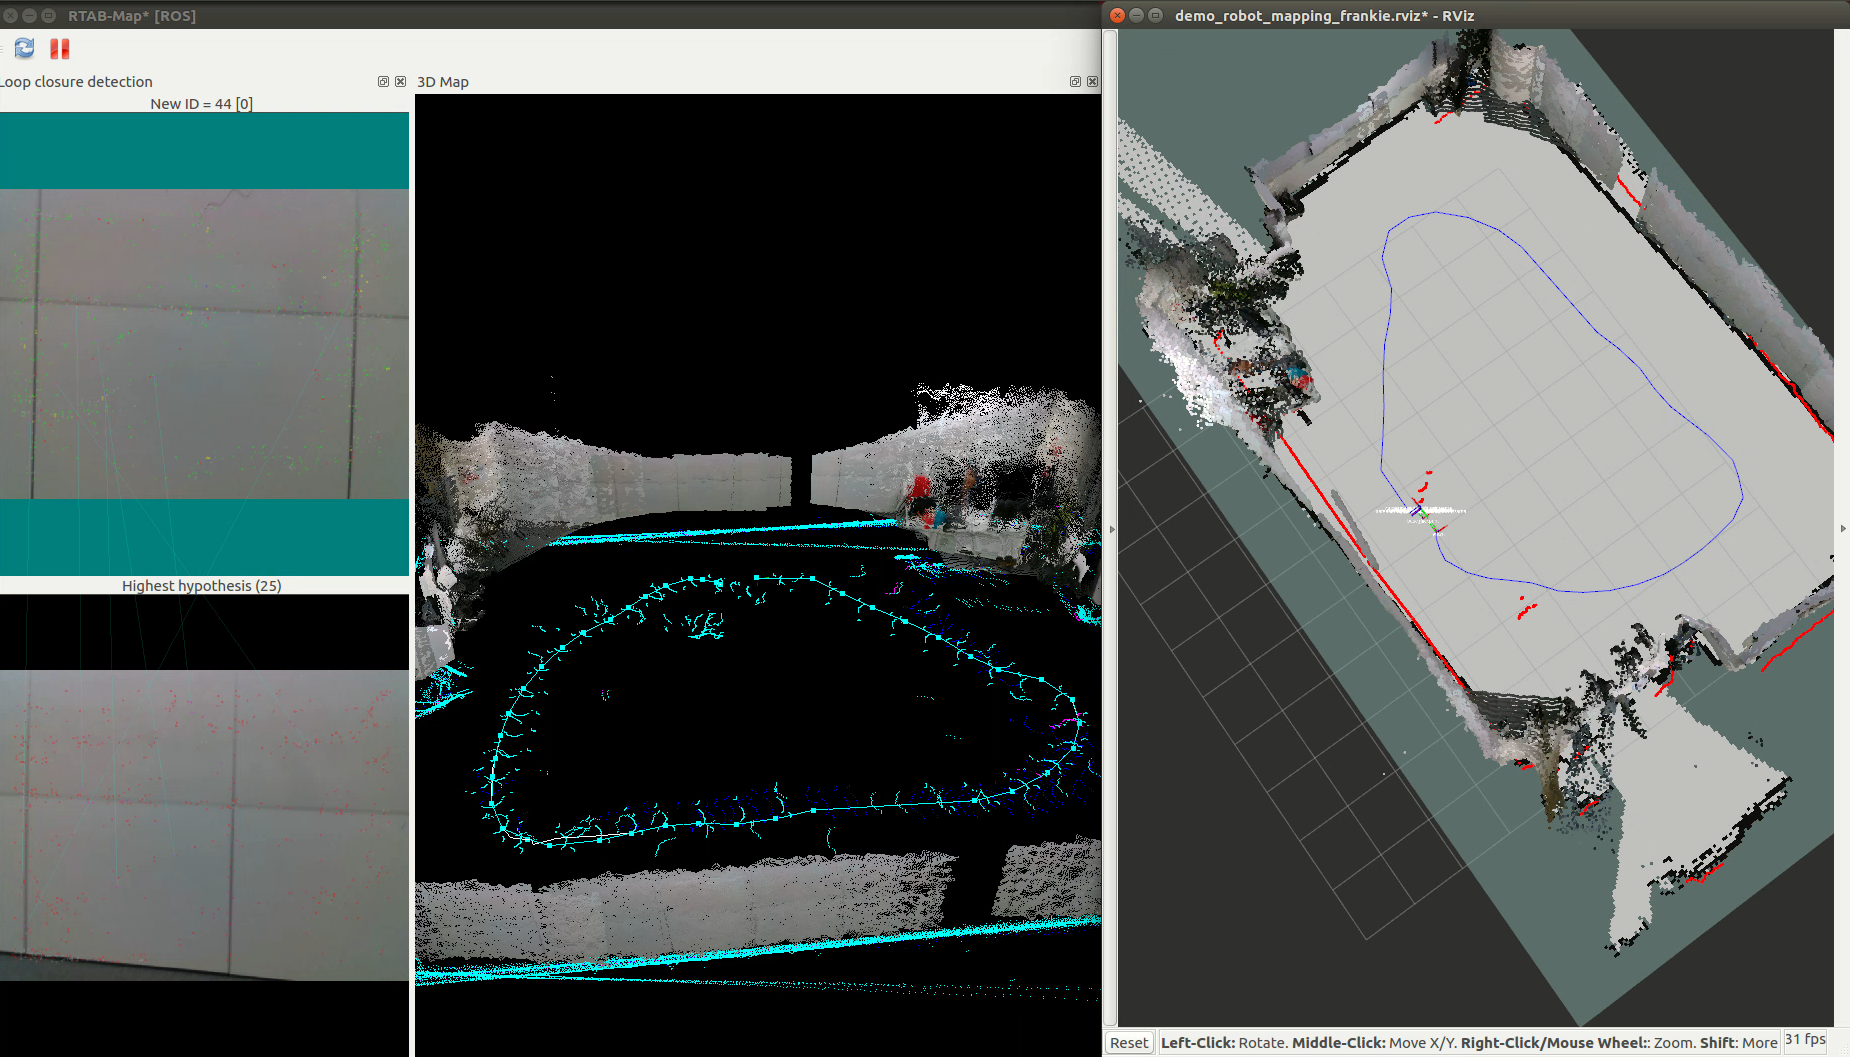 RTAB-Map* [ROS]
demo_robot_mapping_frankie.rviz* - RViz
Loop closure detection
3D Map
New ID = 44 [0]
Highest hypothesis (25)
Reset
Left-Click: Rotate. Middle-Click: Move X/Y. Right-Click/Mouse Wheel:: Zoom. Shift: More
31 fps